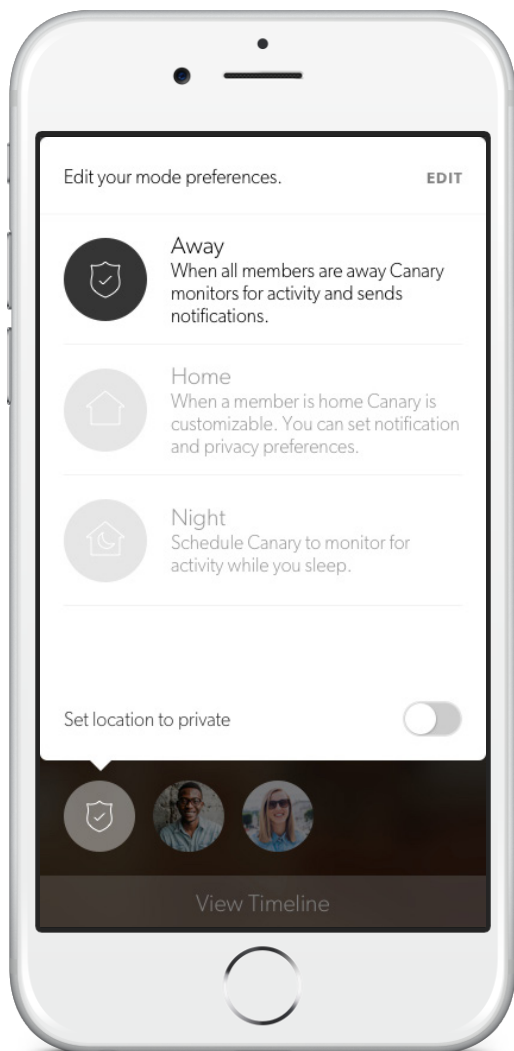 Edit your mode preferences.
EDIT
Away
When all members are away Canary
monitors for activity and sends
notifications.
Home
When a member is home Canary is
customizable. You can set notification
and privacy preferences.
Night
Schedule Canary to monitor for
activity while you sleep.
Set location to private
View Timeline